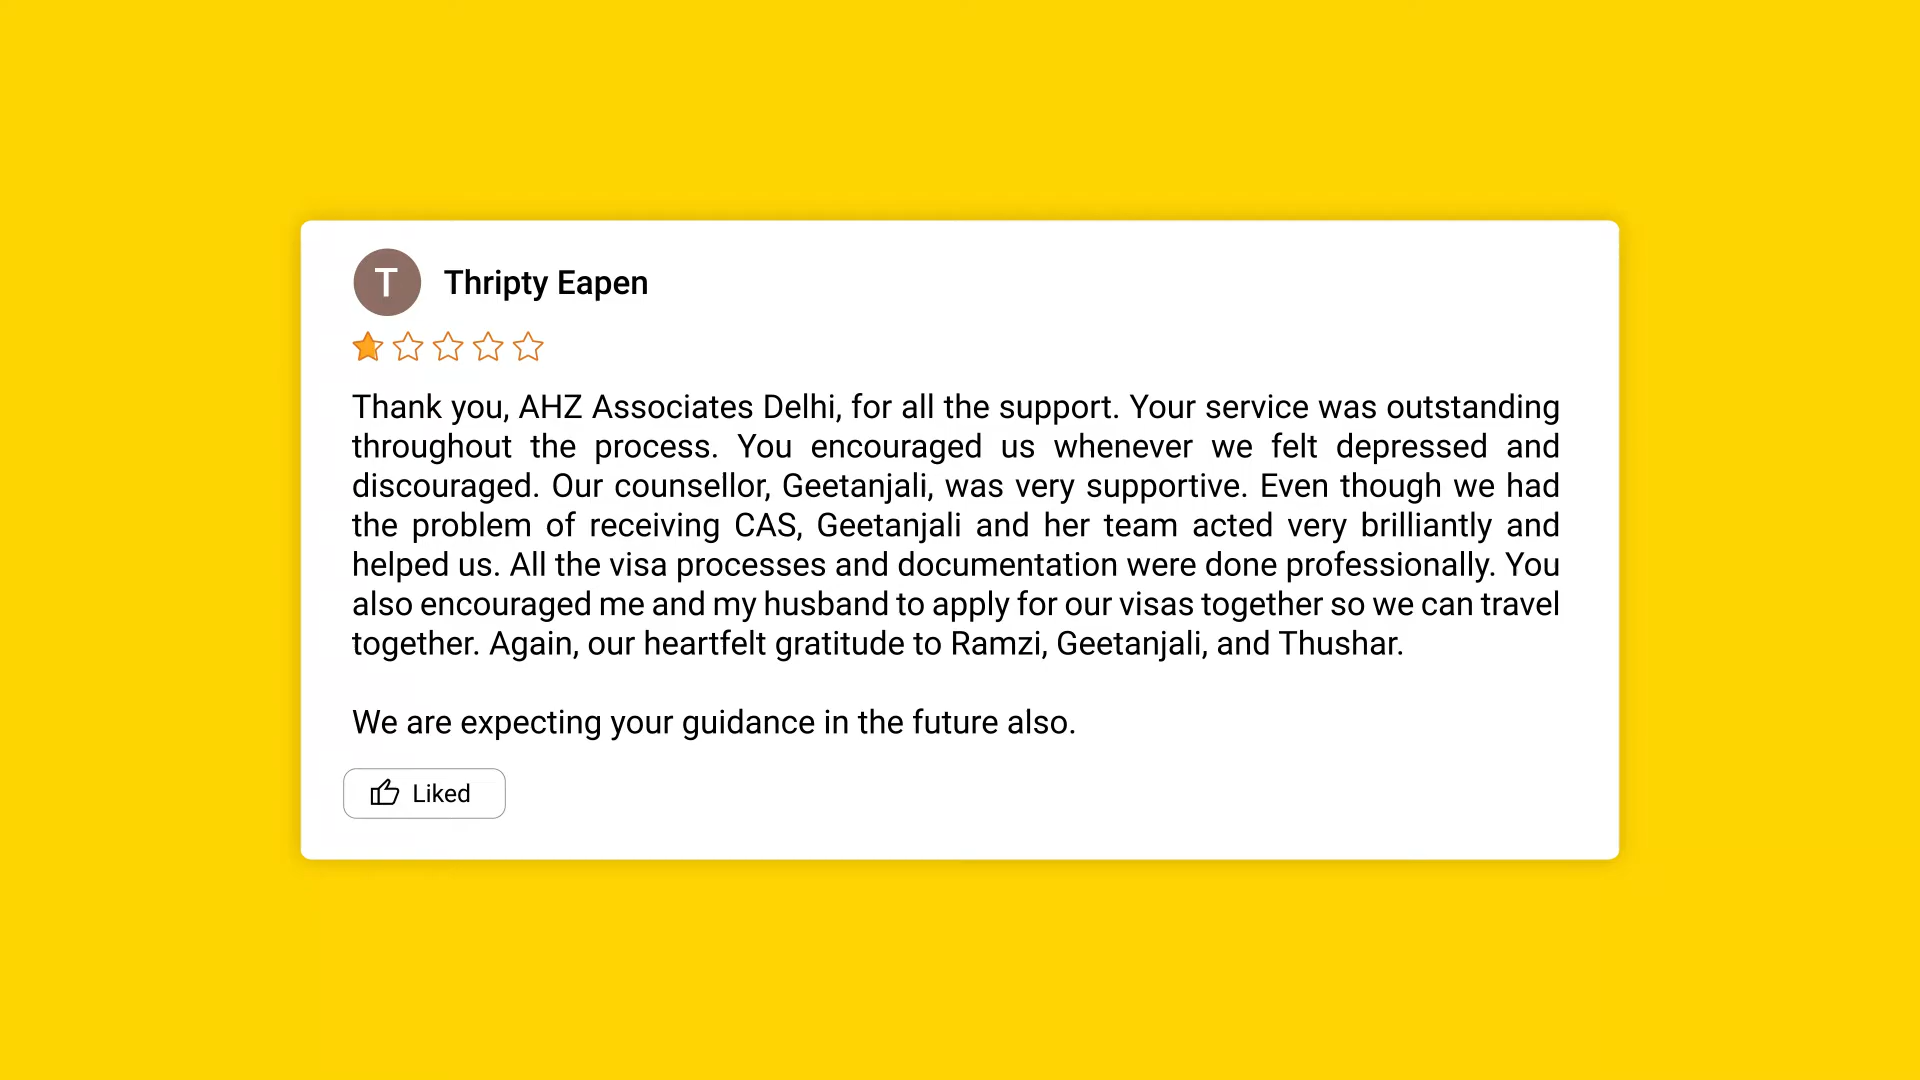 T
Thripty Eapen
Thank you, AHZ Associates Delhi, for all the support. Your service was outstanding
throughout the process. You encouraged us whenever we felt depressed and
discouraged. Our counsellor, Geetanjali, was very supportive. Even though we had
the problem of receiving CAS, Geetanjali and her team acted very brilliantly and
helped us. All the visa processes and documentation were done professionally. You
also encouraged me and my husband to apply for our visas together so we can travel
together. Again, our heartfelt gratitude to Ramzi, Geetanjali, and Thushar.
We are expecting your guidance in the future also.
Liked